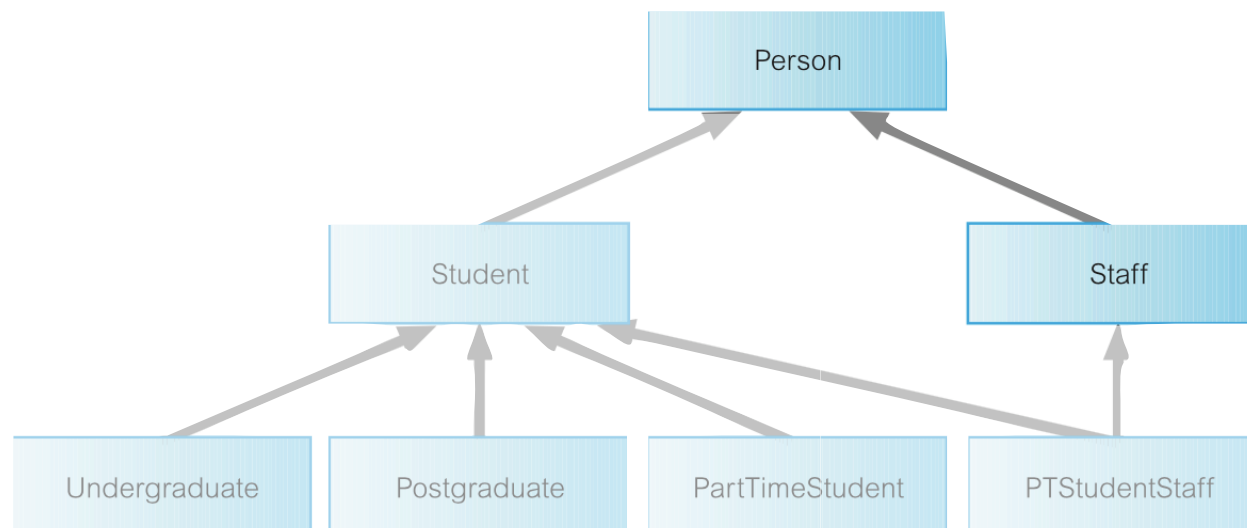 Person
Student
Staff
Undergraduate
Postgraduate
PartTimeStudent
PTStudentStaff